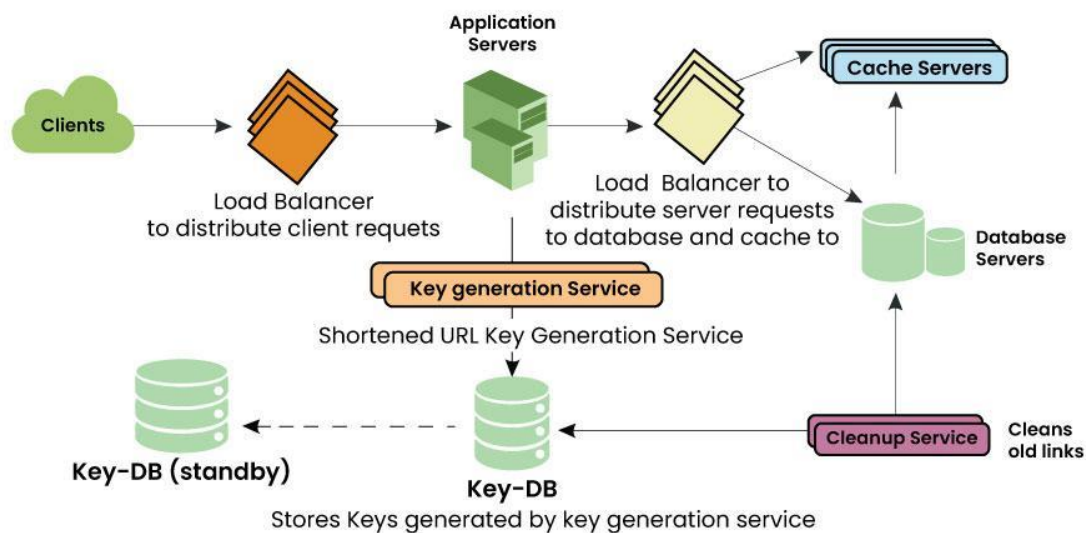 Application
Servers
Cache Servers
Clients
Load Balancer
to distribute client requets
Load Balancer to
distribute server requests
to database and cache to
Database
Servers
Key generation Service
Shortened URL Key Generation Service
Cleanup Service
Cleans
old links
Key-DB (standby)
Key-DB
Stores Keys generated by key generation service